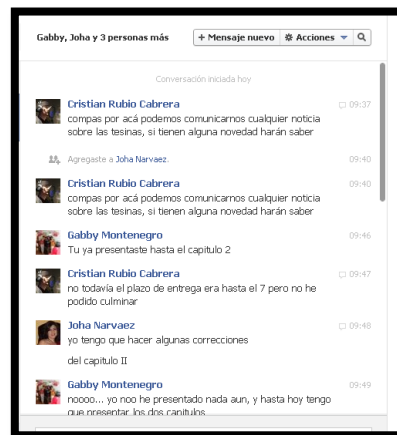 Gabby, Joha y 3 personas más
+ Mensaje nuevo
Acciones
Conversación iniciada hoy
Cristian Rubio Cabrera 09:37
compas por acá podemos comunicarnos cualquier noticia
sobre las tesinas, si tienen alguna novedad harán saber
Agregaste a Joha Narvaez. 09:40
Cristian Rubio Cabrera 09:40
compas por acá podemos comunicarnos cualquier noticia
sobre las tesinas, si tienen alguna novedad harán saber
Gabby Montenegro 09:46
Tu ya presentaste hasta el capitulo 2
Cristian Rubio Cabrera 09:47
no todavía el plazo de entrega era hasta el 7 pero no he
podido culminar
Joha Narvaez 09:48
yo tengo que hacer algunas correcciones
del capitulo II
Gabby Montenegro 09:49
noooo... yo noo he presentado nada aun, y hasta hoy tengo
que presentar los dos capitulos